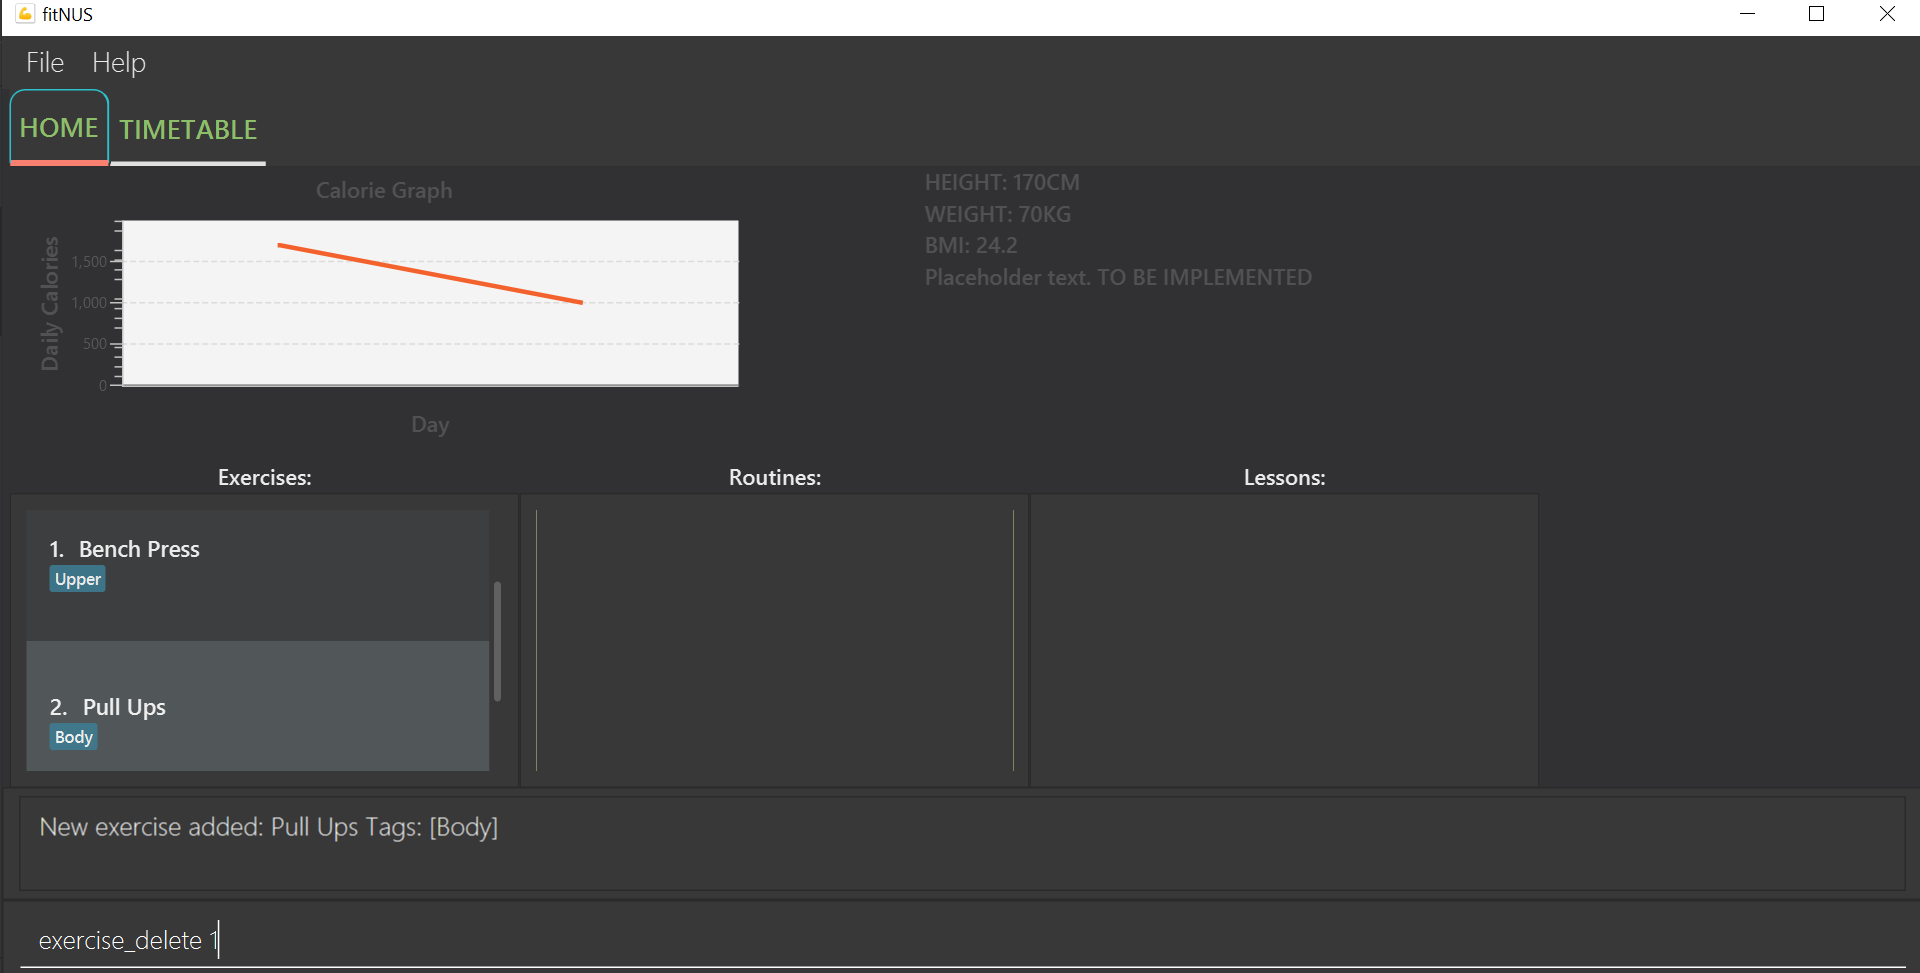 fitNUS
File Help
HOME TIMETABLE
Calorie Graph
Daily Calories
1,500
1,000
500
0
Day
HEIGHT: 170CM
WEIGHT: 70KG
BMI: 24.2
Placeholder text. TO BE IMPLEMENTED
Exercises:
1. Bench Press
Upper
2. Pull Ups
Body
Routines:
Lessons:
New exercise added: Pull Ups Tags: [Body]
exercise_delete 1